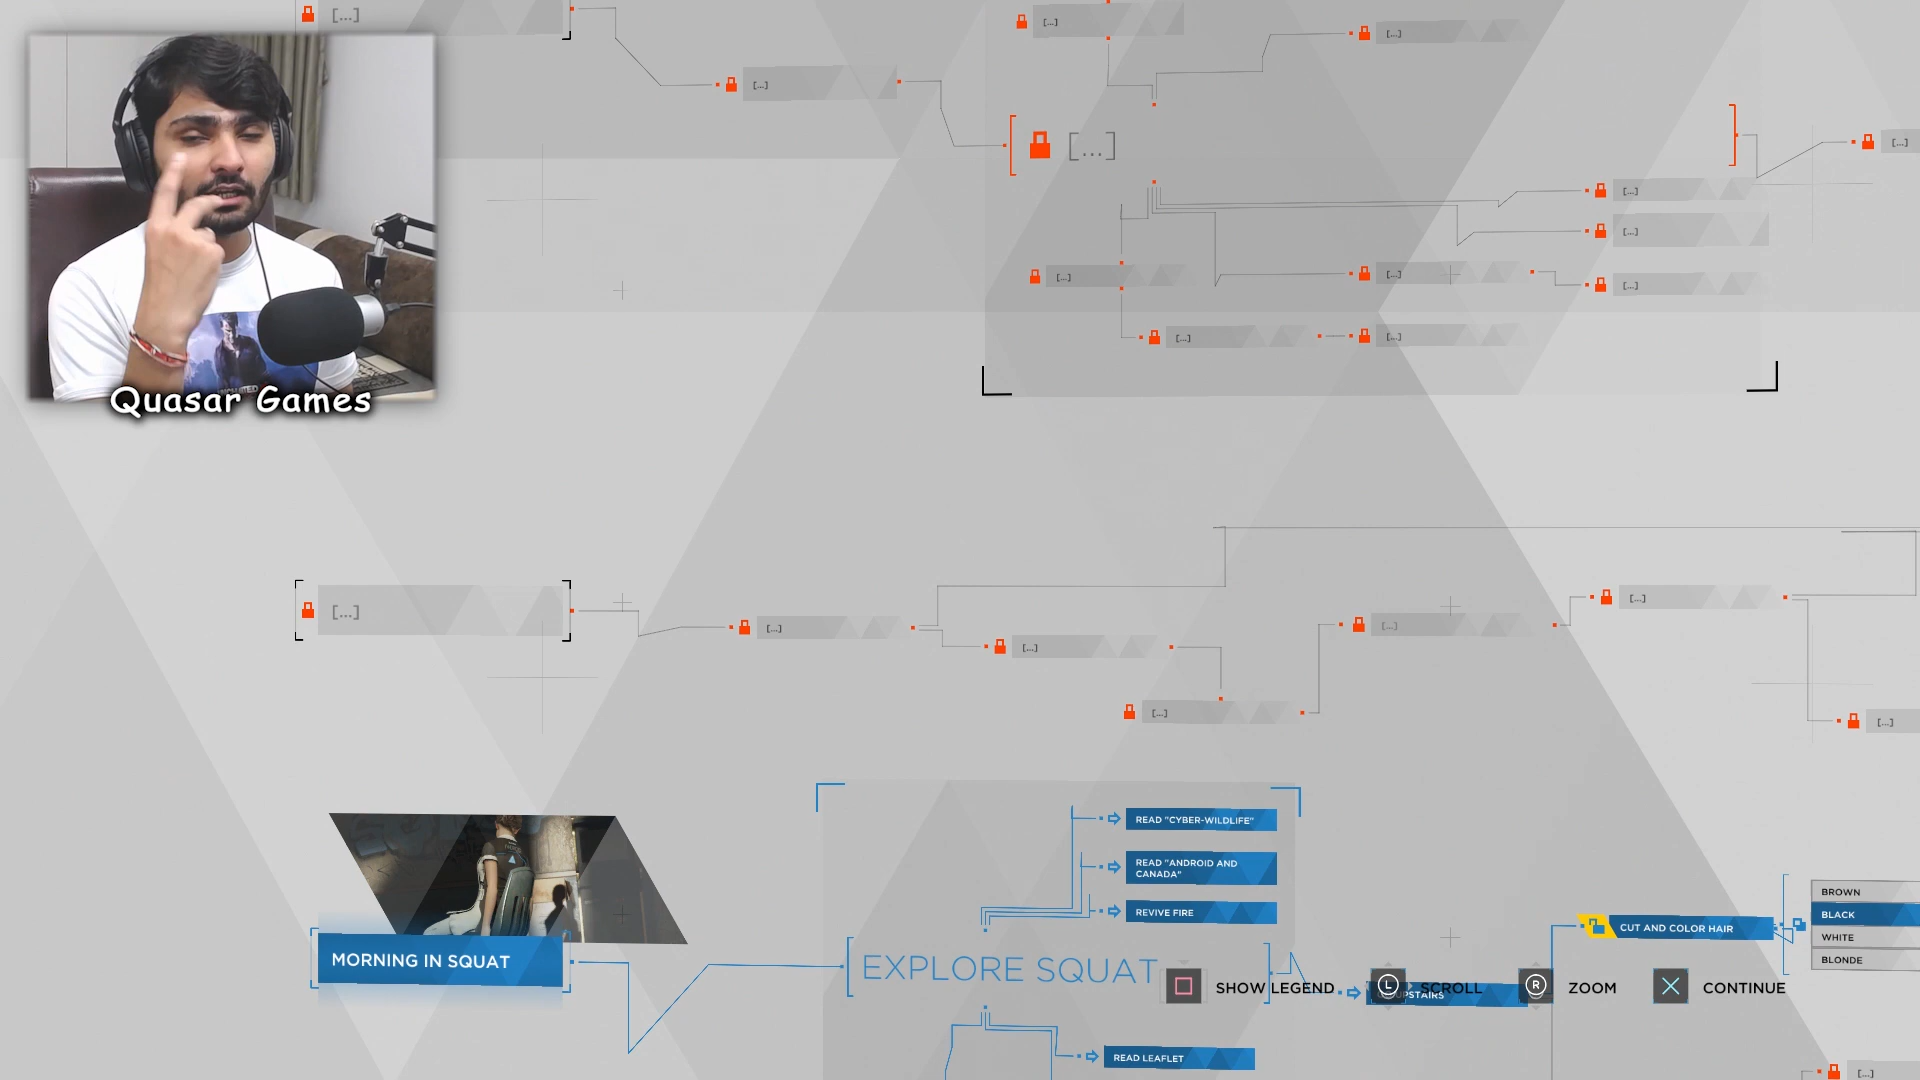 [...]
[...]
[...]
[...]
[...]
[...]
[...]
[...]
[...]
[...]
[...]
[...]
[...]
[...]
Quasar Games
[...]
[...]
[...]
[...]
[...]
[...]
[...]
READ "CYBER-WILDLIFE"
READ "ANDROID AND
CANADA"
REVIVE FIRE
BROWN
BLACK
WHITE
BLONDE
CUT AND COLOR HAIR
MORNING IN SQUAT
EXPLORE SQUAT
SHOW LEGEND
L
SCROLL
UPSTAIRS
R
ZOOM
CONTINUE
READ LEAFLET
[...]